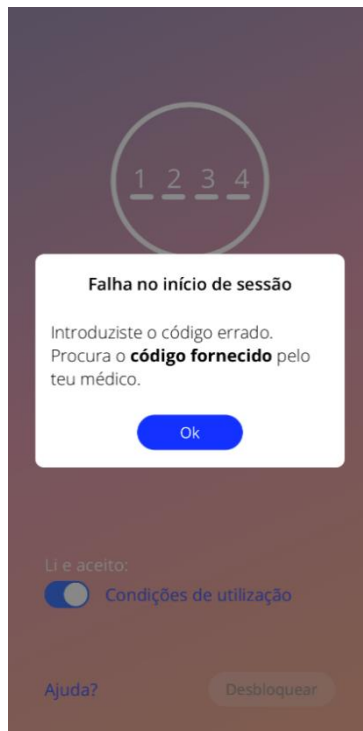 1 2 3 4
Falha no início de sessão
Introduziste o código errado.
Procura o código fornecido pelo
teu médico.
Ok
Li e aceito:
Condições de utilização
Ajuda?
Desbloquear